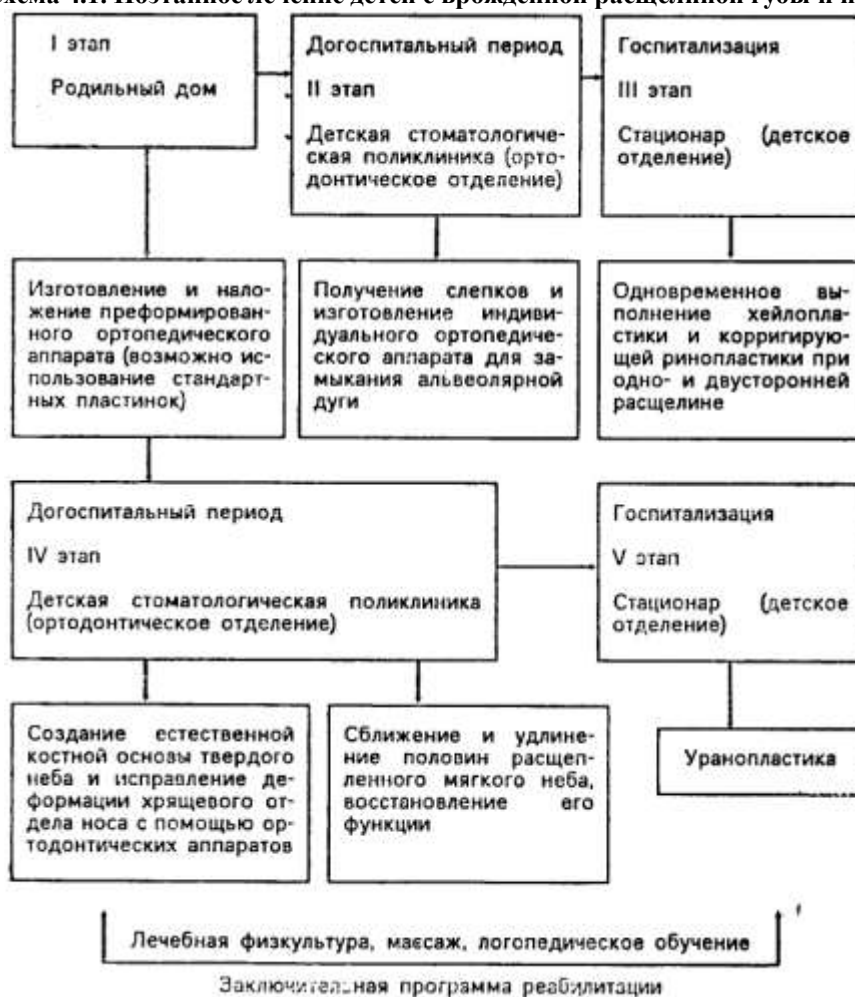 хема 4.1. Поэтапное лечение детей с врожденной расщелиной губы и н
I этап
Родильный дом
Догоспитальный период
II этап
Детская стоматологиче-
ская поликлиника (орто-
донтическое отделение)
Госпитализация
III этап
Стационар (детское
отделение)
Изготовление и нало-
жение преформирован-
ного ортопедического
аппарата (возможно ис-
пользование стандарт-
ных пластинок)
Получение слепков и
изготовление индиви-
дуального ортопедиче-
ского аппарата для за-
мыкания альвеолярной
дуги
Одновременное вы-
полнение хейлопла-
стики и корригирую-
щей ринопластики при
одно- и двусторонней
расщелине
Догоспитальный период
IV этап
Детская стоматологическая поликлиника
(ортодонтическое отделение)
Госпитализация
V этап
Стационар (детское
отделение)
Создание естественной
костной основы твердого
неба и исправление де-
формации хрящевого от-
дела носа с помощью ор-
тодонтических аппаратов
Сближение и удлине-
ние половин расщеп-
ленного мягкого неба,
восстановление его
функции
Уранопластика
Лечебная физкультура, массаж, логопедическое обучение
Заключительная программа реабилитации